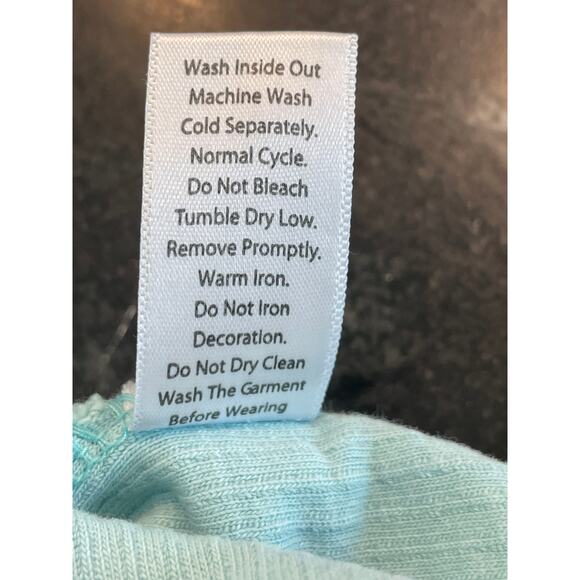 Wash Inside Out
Machine Wash
Cold Separately.
Normal Cycle.
Do Not Bleach
Tumble Dry Low.
Remove Promptly.
Warm Iron.
Do Not Iron
Decoration.
Do Not Dry Clean
Wash The Garment
Before Wearing